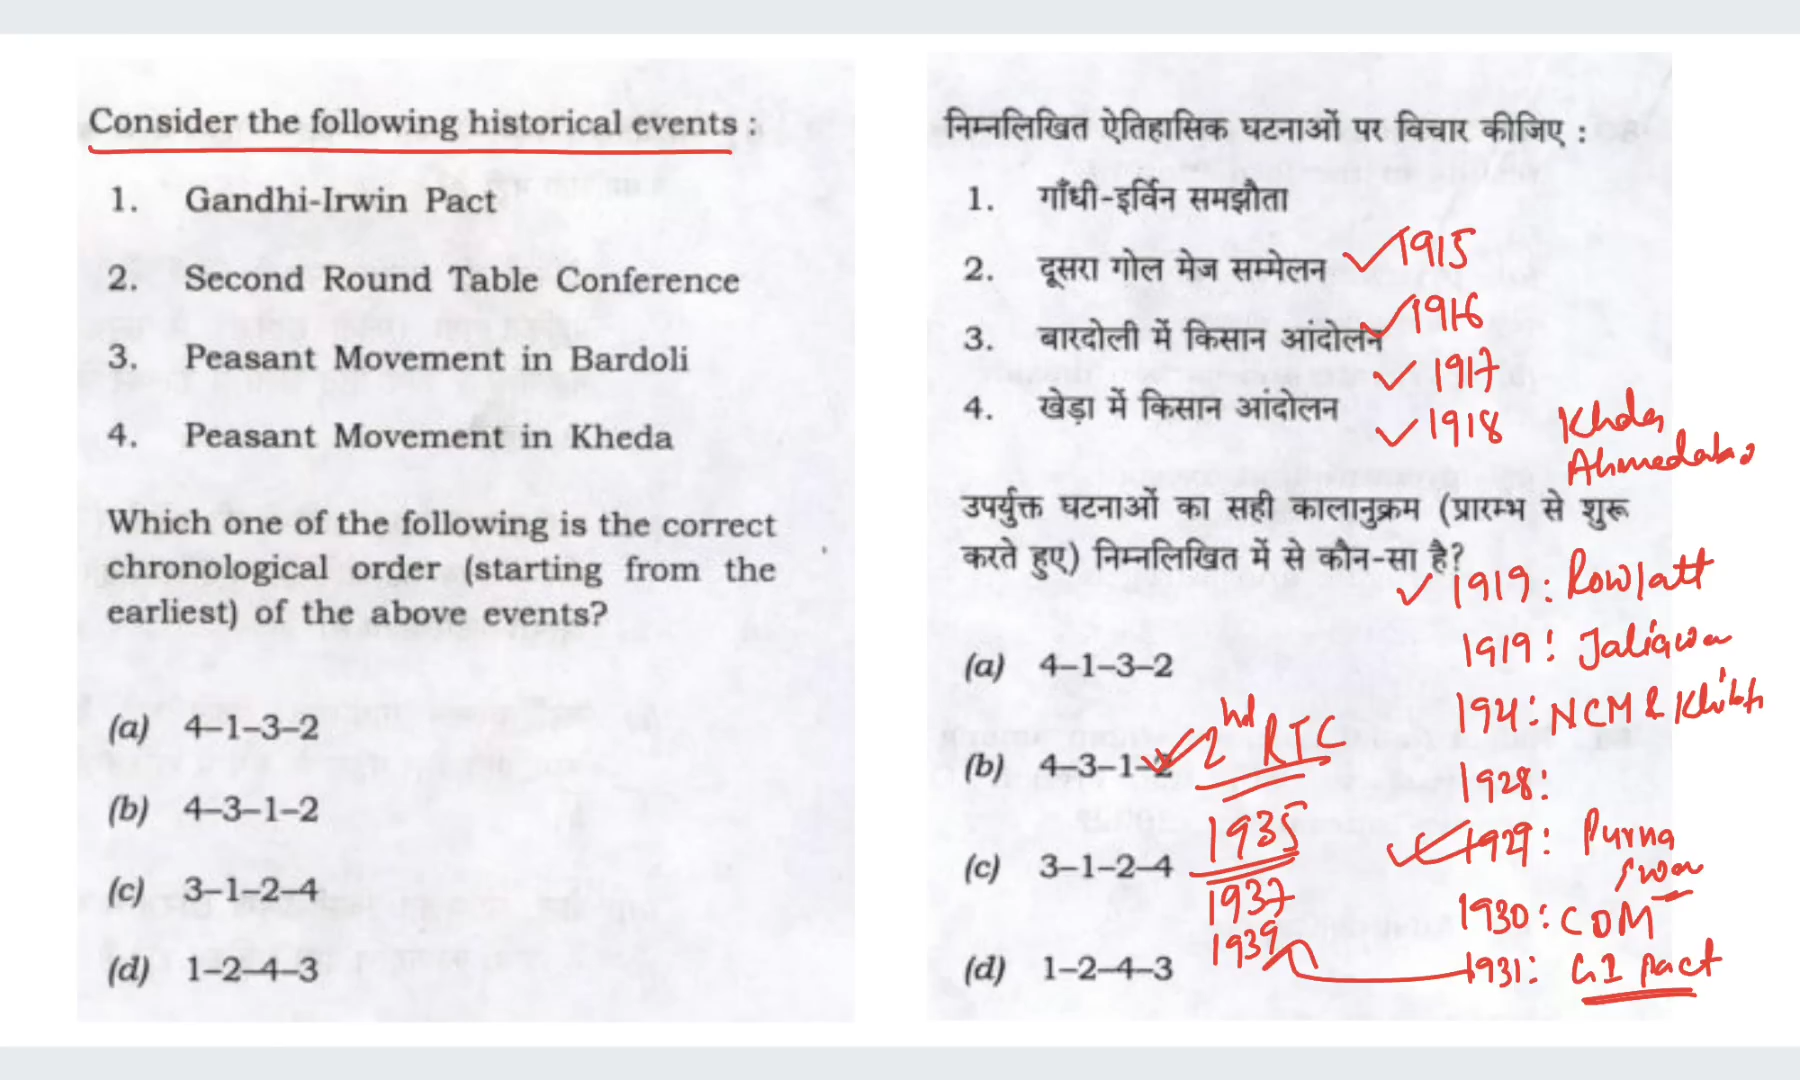 Consider the following historical events :
1. Gandhi-Irwin Pact
2. Second Round Table Conference
3. Peasant Movement in Bardoli
4. Peasant Movement in Kheda
Which one of the following is the correct
chronological order (starting from the
earliest) of the above events?
(a) 4–1–3–2
(b) 4–3–1–2
(c) 3–1–2–4
(d) 1–2–4–3
निम्नलिखित ऐतिहासिक घटनाओं पर विचार कीजिए :
1. गाँधी-इर्विन समझौता
2. दूसरा गोल मेज सम्मेलन
3. बारदोली में किसान आंदोलन
4. खेड़ा में किसान आंदोलन
उपर्युक्त घटनाओं का सही कालानुक्रम (प्रारम्भ से शुरू
करते हुए) निम्नलिखित में से कौन-सा है?
(a) 4–1–3–2
(b) 4–3–1–2
(c) 3–1–2–4
(d) 1–2–4–3
1915
1916
1917
1918
1919: Rowlatt
1919:
NCM &
1928:
1929: Purna
1930: CDM
1931: GI pact
2nd RTC
1935
1937
1939